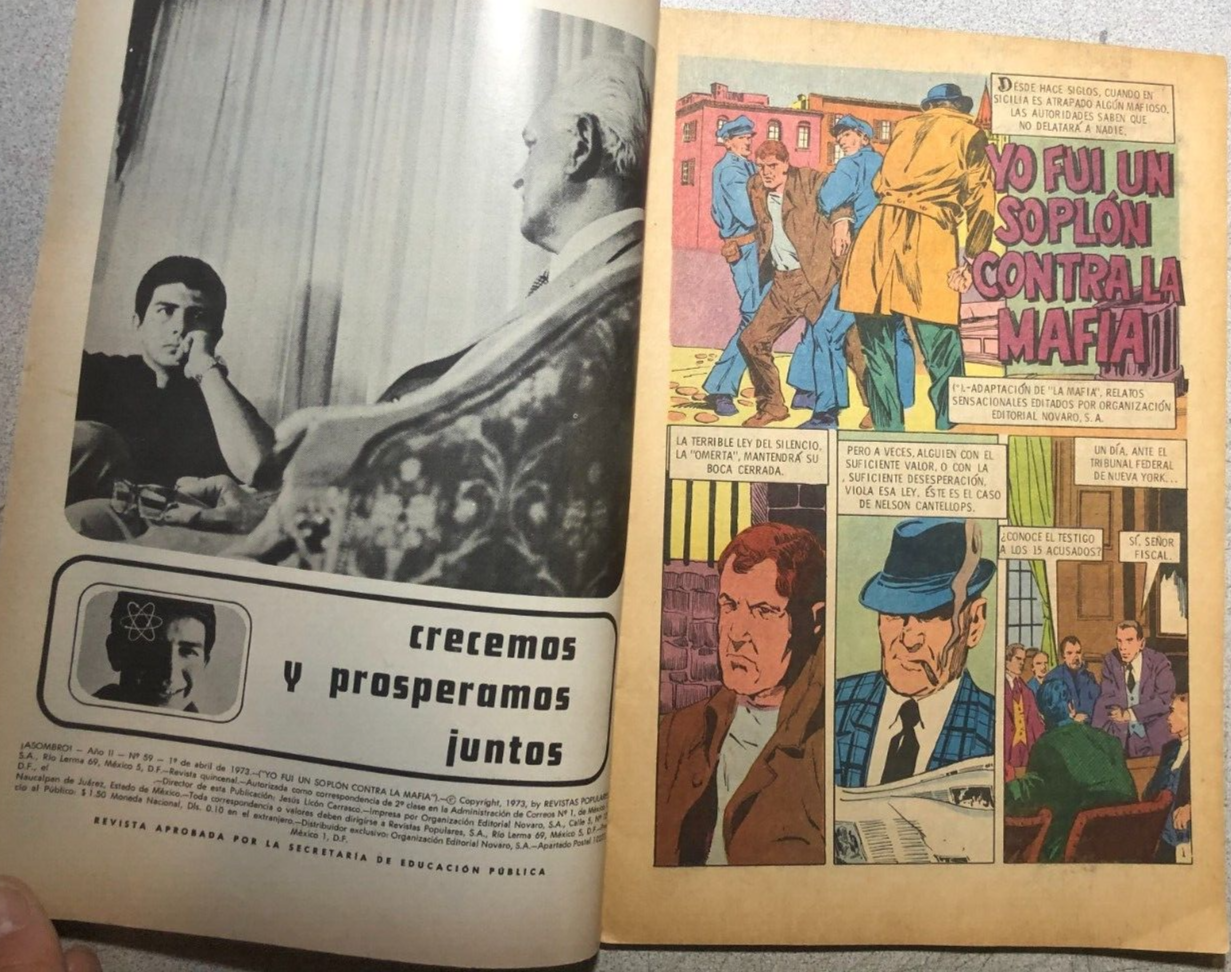 crecemos
y prosperamos
juntos
¡ASOMBRO! — Año II — Nº 59 — 1º de abril de 1973.—("YO FUI UN SOPLÓN CONTRA LA MAFIA").—© Copyright, 1973, by REVISTAS POPULARES
S.A., Río Lerma 69, México 5, D.F.—Revista quincenal.—Autorizada como correspondencia de 2ª clase en la Administración de Correos Nº 1, de México
D.F., el
—Director de esta Publicación: Jesús Licón Carrasco.—Impresa por Organización Editorial Novaro, S.A., Calle 5, Nº
Naucalpan de Juárez, Estado de México.—Toda correspondencia o valores deben dirigirse a Revistas Populares, S.A., Río Lerma 69, México 5, D.F.
cio al Público: $ 1.50 Moneda Nacional, Dls. 0.10 en el extranjero.—Distribuidor exclusivo: Organización Editorial Novaro, S.A.—Apartado Postal
México 1, D.F.
REVISTA APROBADA POR LA SECRETARÍA DE EDUCACIÓN PÚBLICA
DESDE HACE SIGLOS, CUANDO EN
SICILIA ES ATRAPADO ALGÚN MAFIOSO,
LAS AUTORIDADES SABEN QUE
NO DELATARÁ A NADIE.
YO FUI UN
SOPLÓN
CONTRA LA
MAFIA
(*).-ADAPTACIÓN DE "LA MAFIA", RELATOS
SENSACIONALES EDITADOS POR ORGANIZACIÓN
EDITORIAL NOVARO, S.A.
LA TERRIBLE LEY DEL SILENCIO,
LA "OMERTA", MANTENDRÁ SU
BOCA CERRADA.
PERO A VECES, ALGUIEN CON EL
SUFICIENTE VALOR, O CON LA
SUFICIENTE DESESPERACIÓN,
VIOLA ESA LEY. ÉSTE ES EL CASO
DE NELSON CANTELLOPS.
UN DÍA, ANTE EL
TRIBUNAL FEDERAL
DE NUEVA YORK...
¿CONOCE EL TESTIGO
A LOS 15 ACUSADOS?
SÍ, SEÑOR
FISCAL.
1